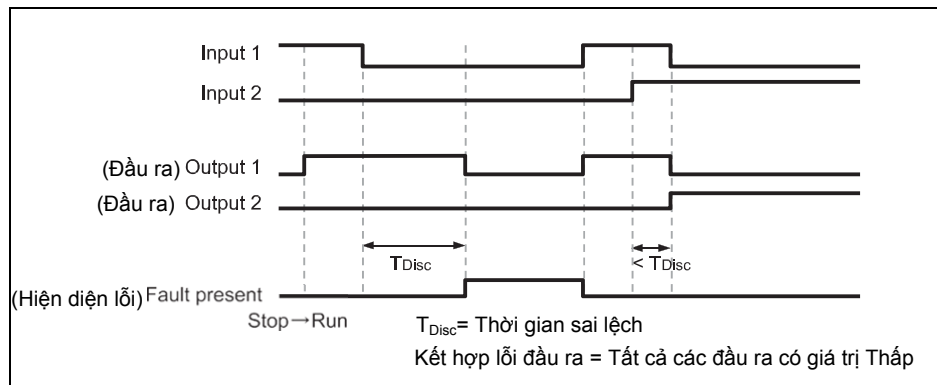 Input 1
Input 2
(Đầu ra) Output 1
(Đầu ra) Output 2
TDisc
< TDisc
(Hiện diện lỗi) Fault present
Stop→Run
TDisc= Thời gian sai lệch
Kết hợp lỗi đầu ra = Tất cả các đầu ra có giá trị Thấp